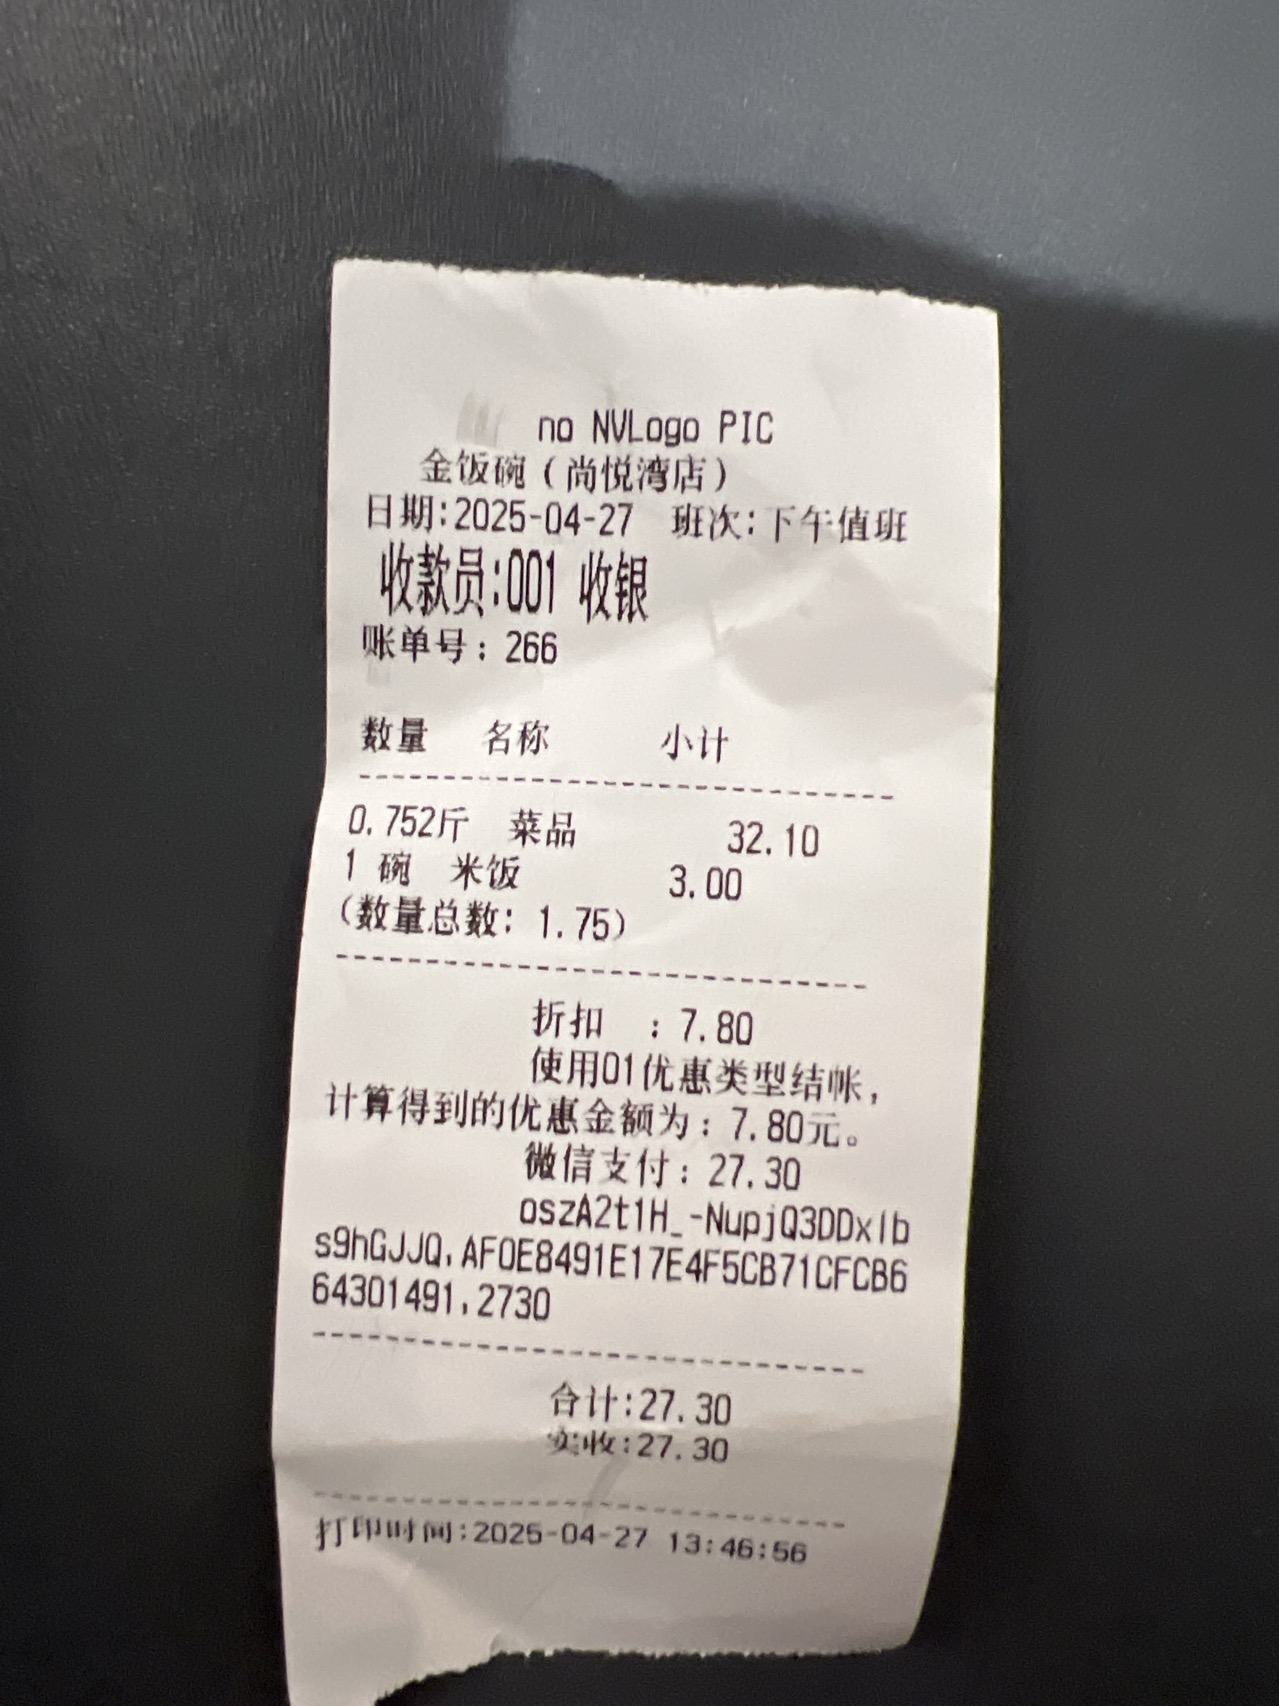 no NVLogo PIC
金饭碗（尚悦湾店）
日期:2025-04-27 班次:下午值班
收款员:001 收银
账单号：266
数量 名称 小计
0.752斤 菜品 32.10
1 碗 米饭 3.00
(数量总数：1.75)
折扣 ：7.80
使用01优惠类型结帐，
计算得到的优惠金额为：7.80元。
微信支付：27.30
oszA2t1H_-NupjQ3DDxlb
s9hGJJQ,AF0E8491E17E4F5CB71CFCB6
64301491,2730
合计:27.30
实收:27.30
打印时间:2025-04-27 13:46:56